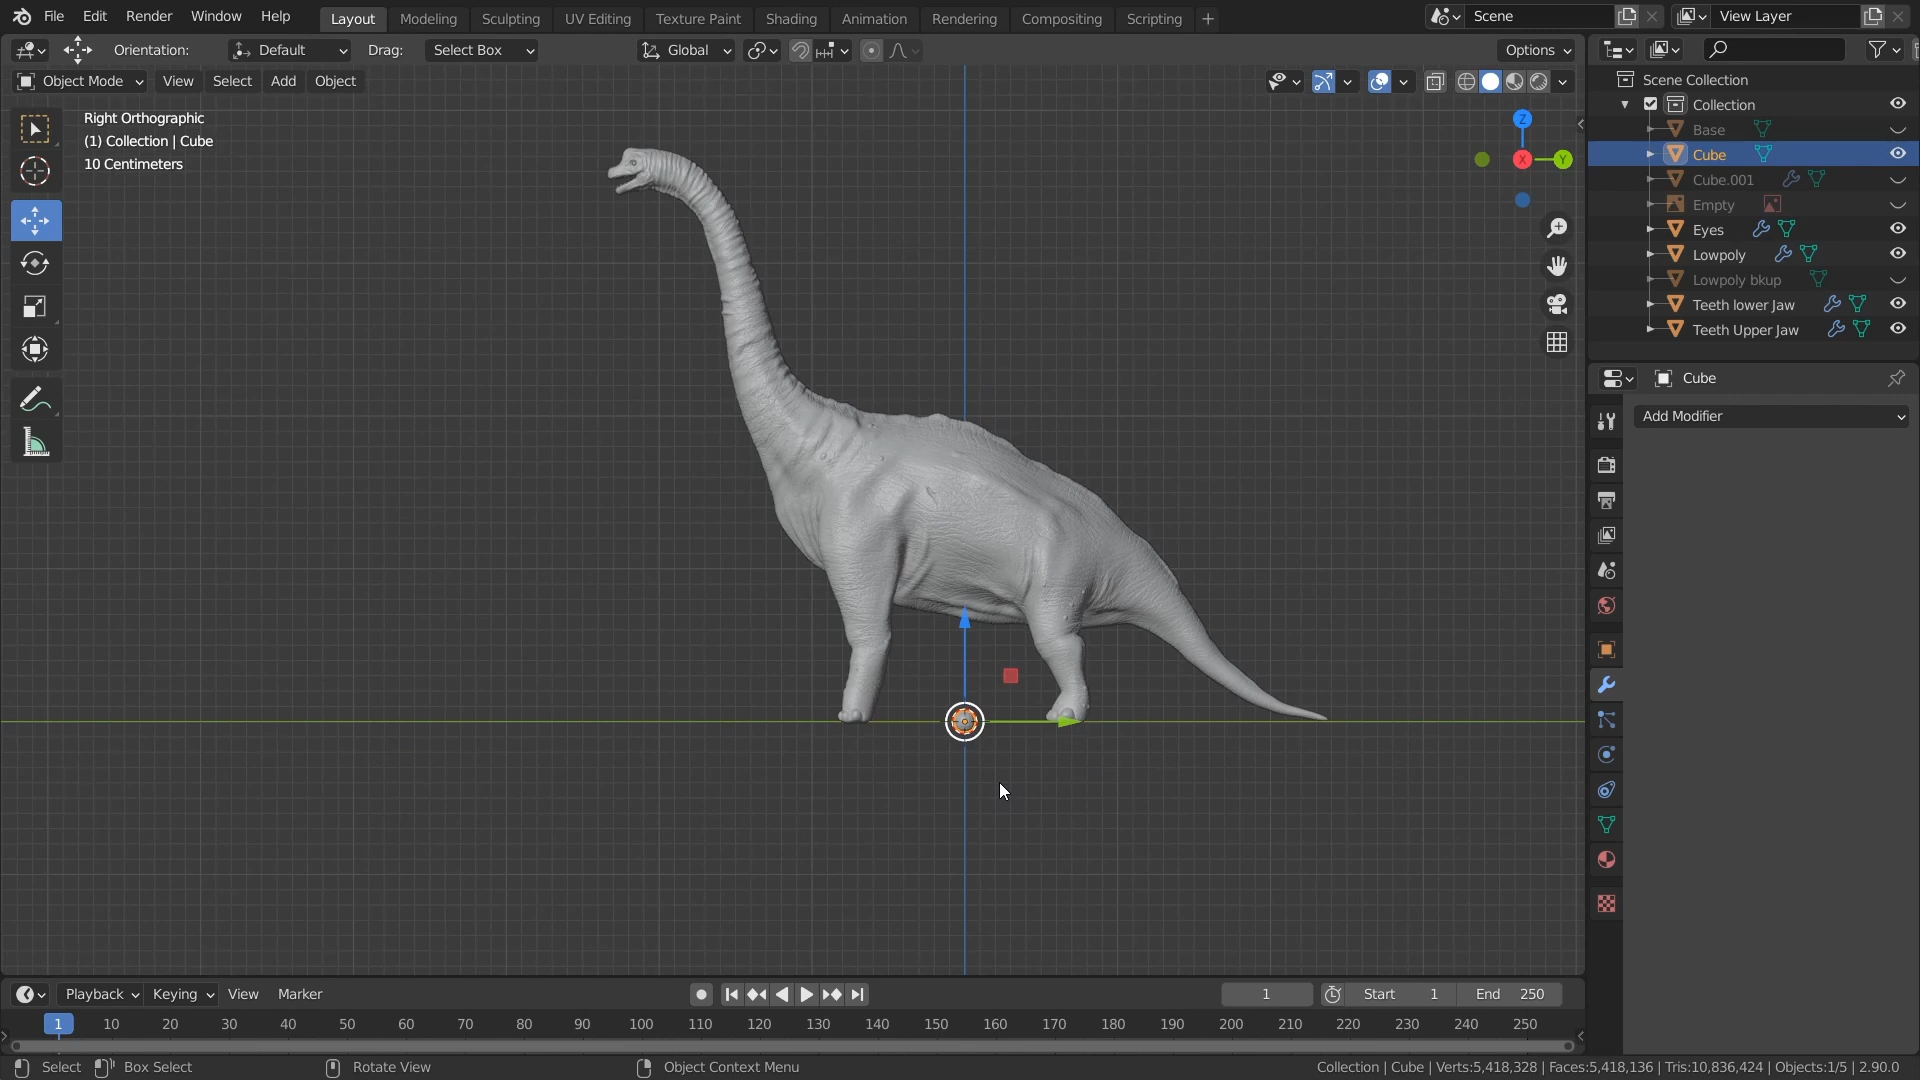 File Edit Render Window Help Layout Modeling Sculpting UV Editing Texture Paint Shading Animation Rendering Compositing Scripting + Scene View Layer
Orientation: Default Drag: Select Box Global Options
Object Mode View Select Add Object
Right Orthographic
(1) Collection | Cube
10 Centimeters
Z
X
Y
Scene Collection
Collection
Base
Cube
Cube.001
Empty
Eyes
Lowpoly
Lowpoly bkup
Teeth lower Jaw
Teeth Upper Jaw
Cube
Add Modifier
Playback Keying View Marker 1 Start 1 End 250
1 10 20 30 40 50 60 70 80 90 100 110 120 130 140 150 160 170 180 190 200 210 220 230 240 250
Select Box Select Rotate View Object Context Menu Collection | Cube | Verts:5,418,328 | Faces:5,418,136 | Tris:10,836,424 | Objects:1/5 | 2.90.0